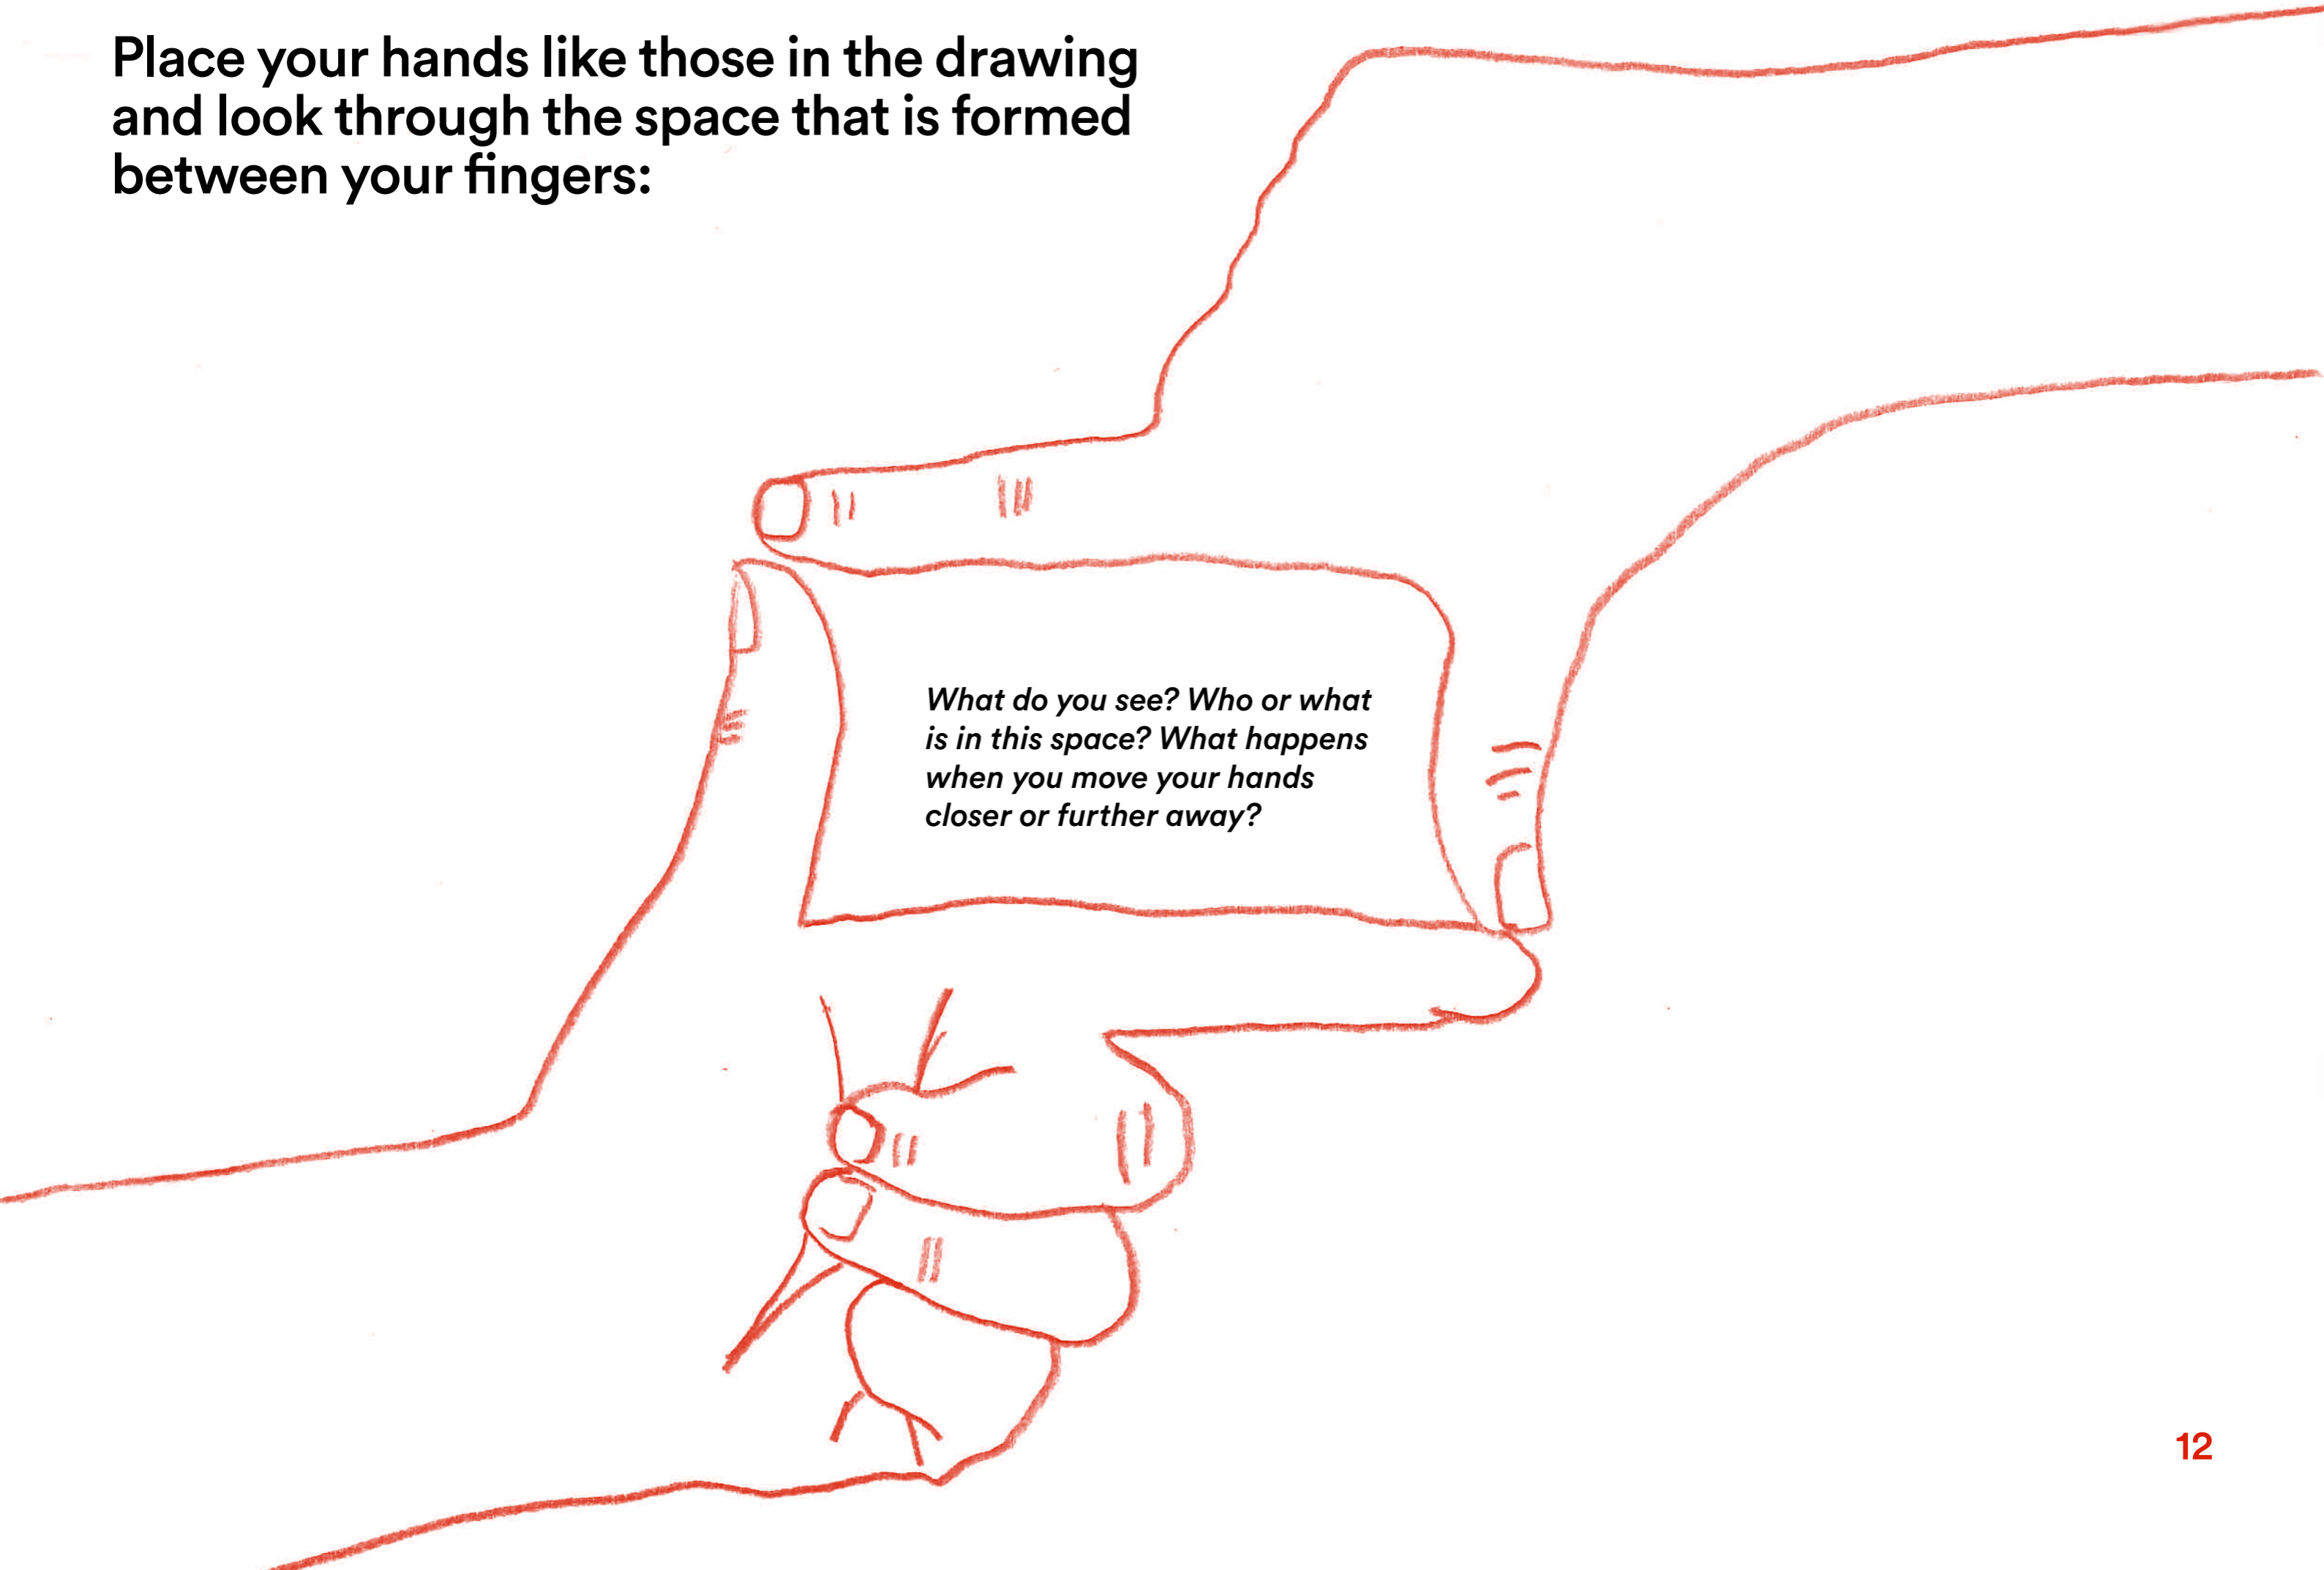 Place your hands like those in the drawing
and look through the space that is formed
between your fingers:
What do you see? Who or what
is in this space? What happens
when you move your hands
closer or further away?
12